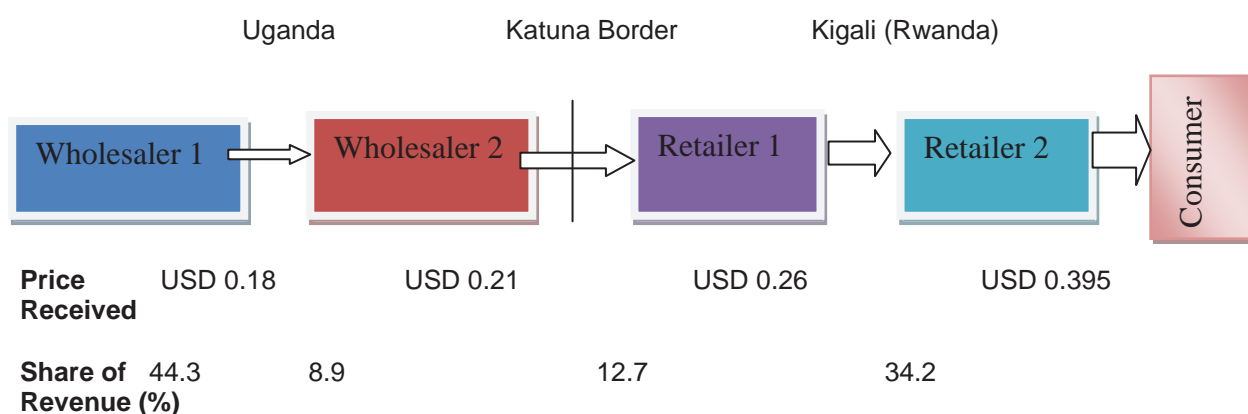 Uganda Katuna Border Kigali (Rwanda)
Wholesaler 1 Wholesaler 2 Retailer 1 Retailer 2 Consumer
Price USD 0.18 USD 0.21 USD 0.26 USD 0.395
Received
Share of 44.3 8.9 12.7 34.2
Revenue (%)